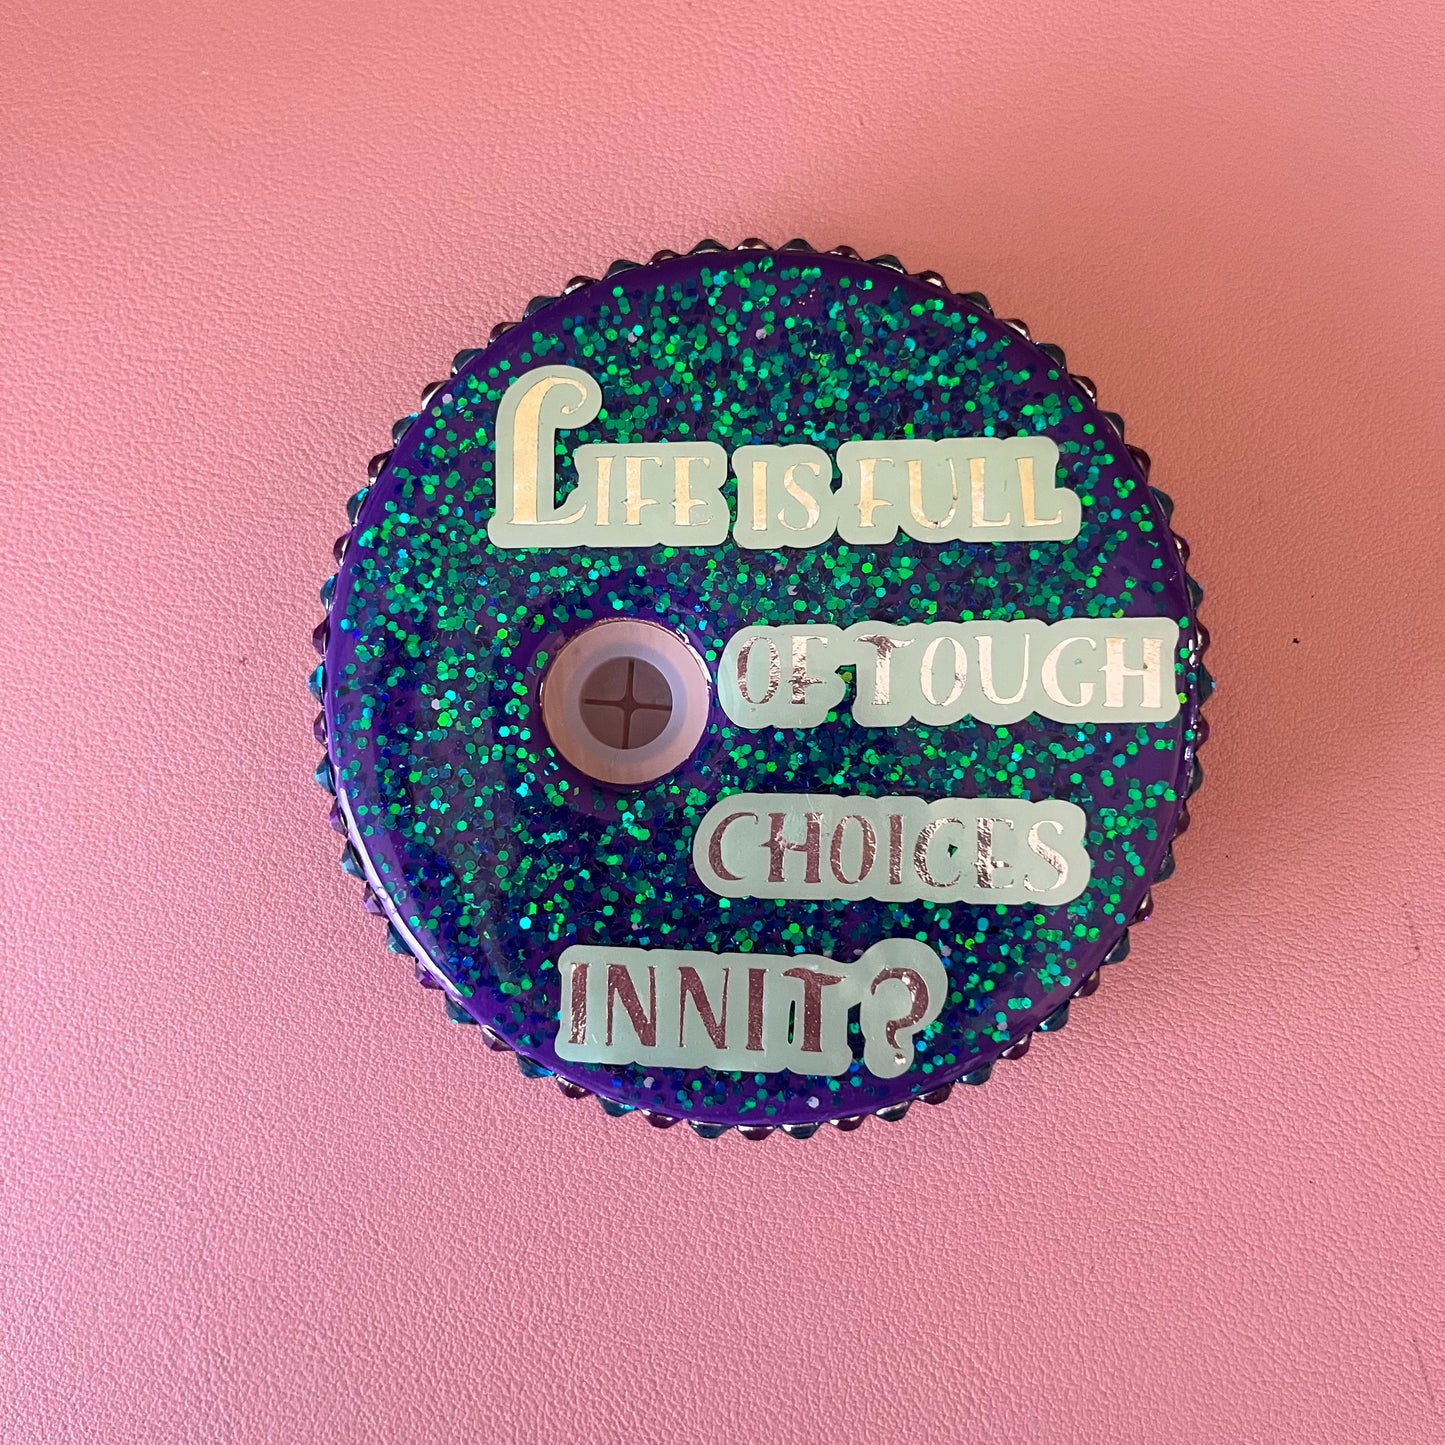 LIFE IS FULL
OF TOUGH
CHOICES
INNIT?